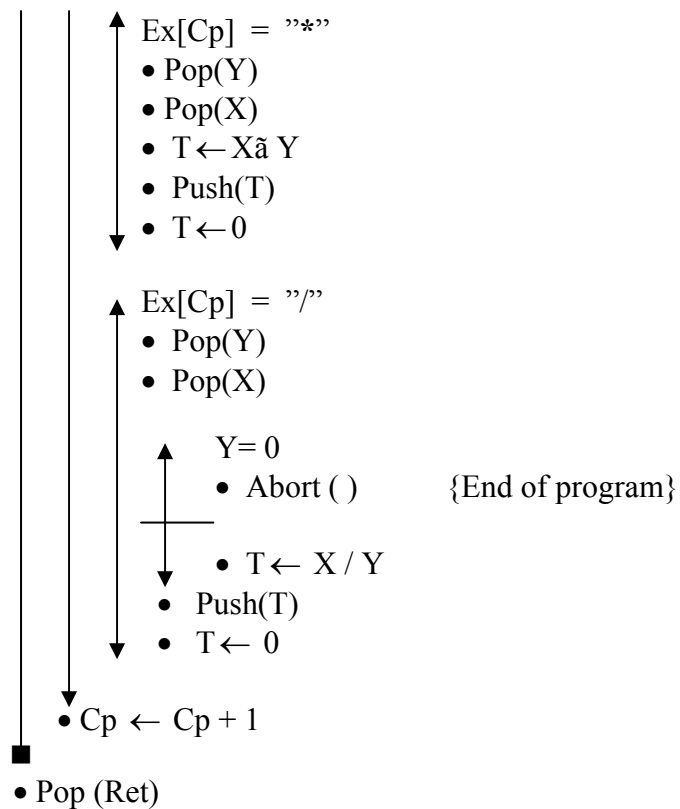 Ex[Cp] = ”*”
• Pop(Y)
• Pop(X)
• T ← Xã Y
• Push(T)
• T ← 0
Ex[Cp] = ”/”
• Pop(Y)
• Pop(X)
Y= 0
• Abort ( ) {End of program}
• T ← X / Y
• Push(T)
• T ← 0
• Cp ← Cp + 1
• Pop (Ret)